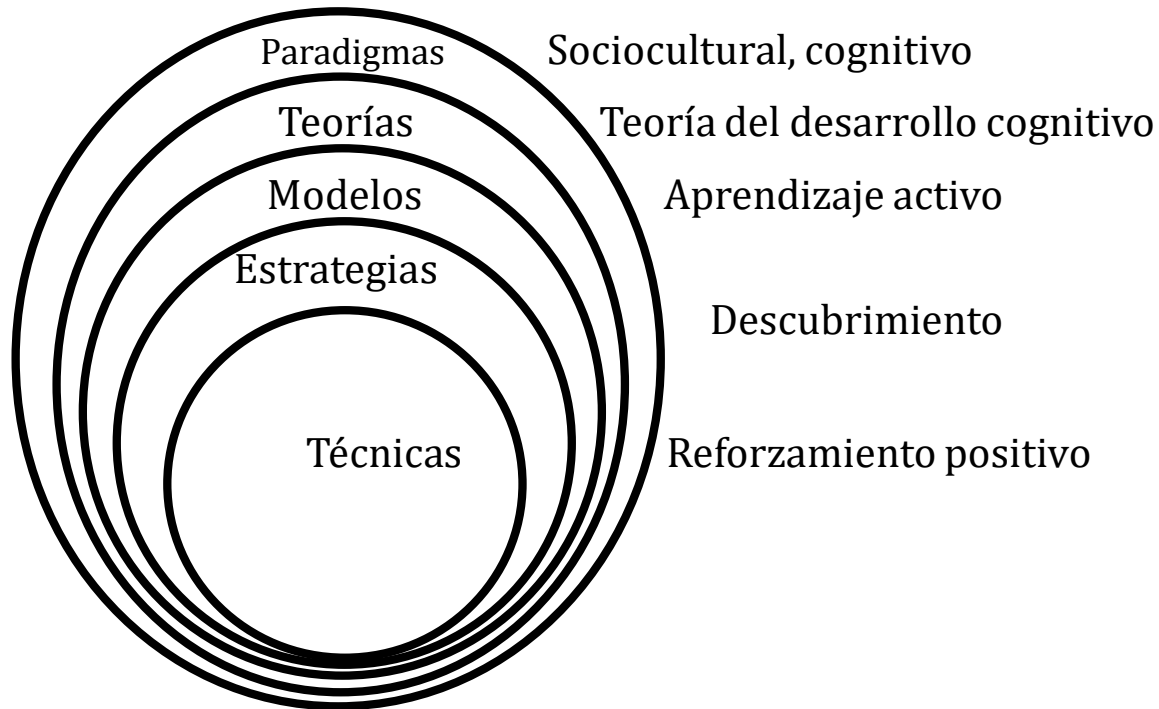 Paradigmas
Sociocultural, cognitivo
Teorías
Teoría del desarrollo cognitivo
Modelos
Aprendizaje activo
Estrategias
Descubrimiento
Técnicas
Reforzamiento positivo